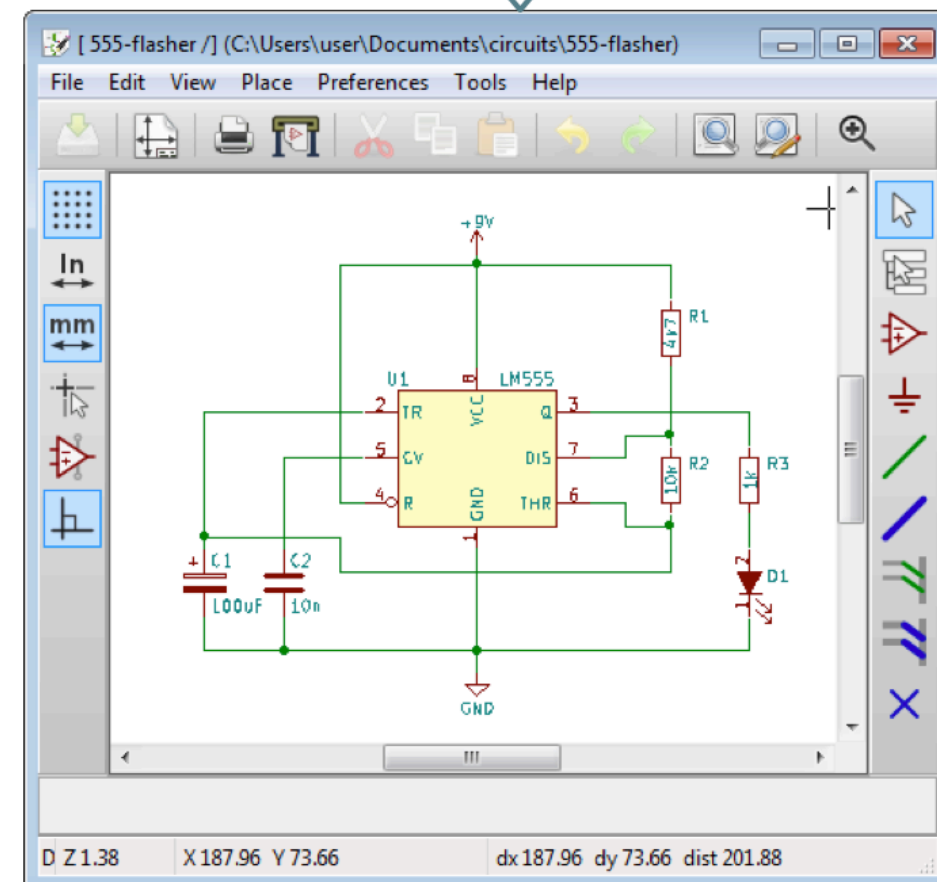 [ 555-flasher /] (C:\Users\user\Documents\circuits\555-flasher)
File Edit View Place Preferences Tools Help
In
mm
+9V
R1
4k7
U1
8
LM555
2
TR
VCC
Q
3
5
CV
DIS
7
R2
10k
R3
1k
4
R
GND
THR
6
1
+
C1
C2
2
D1
100uF
10n
1
GND
D Z 1.38 X 187.96 Y 73.66 dx 187.96 dy 73.66 dist 201.88